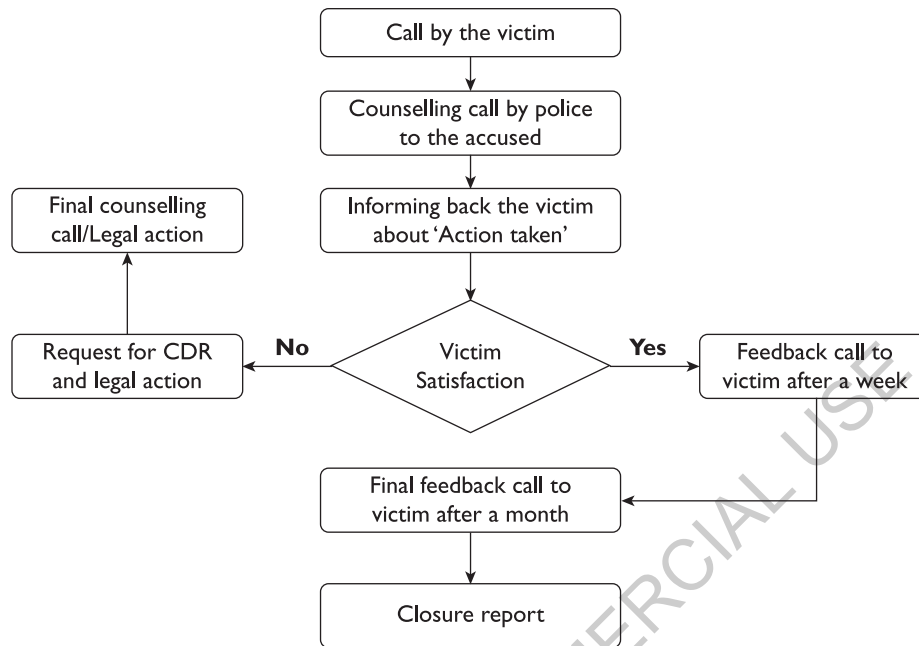 Call by the victim
Counselling call by police
to the accused
Informing back the victim
about ‘Action taken’
Final counselling
call/Legal action
Request for CDR
and legal action
No
Victim
Satisfaction
Yes
Feedback call to
victim after a week
Final feedback call to
victim after a month
Closure report
MERCIAL USE